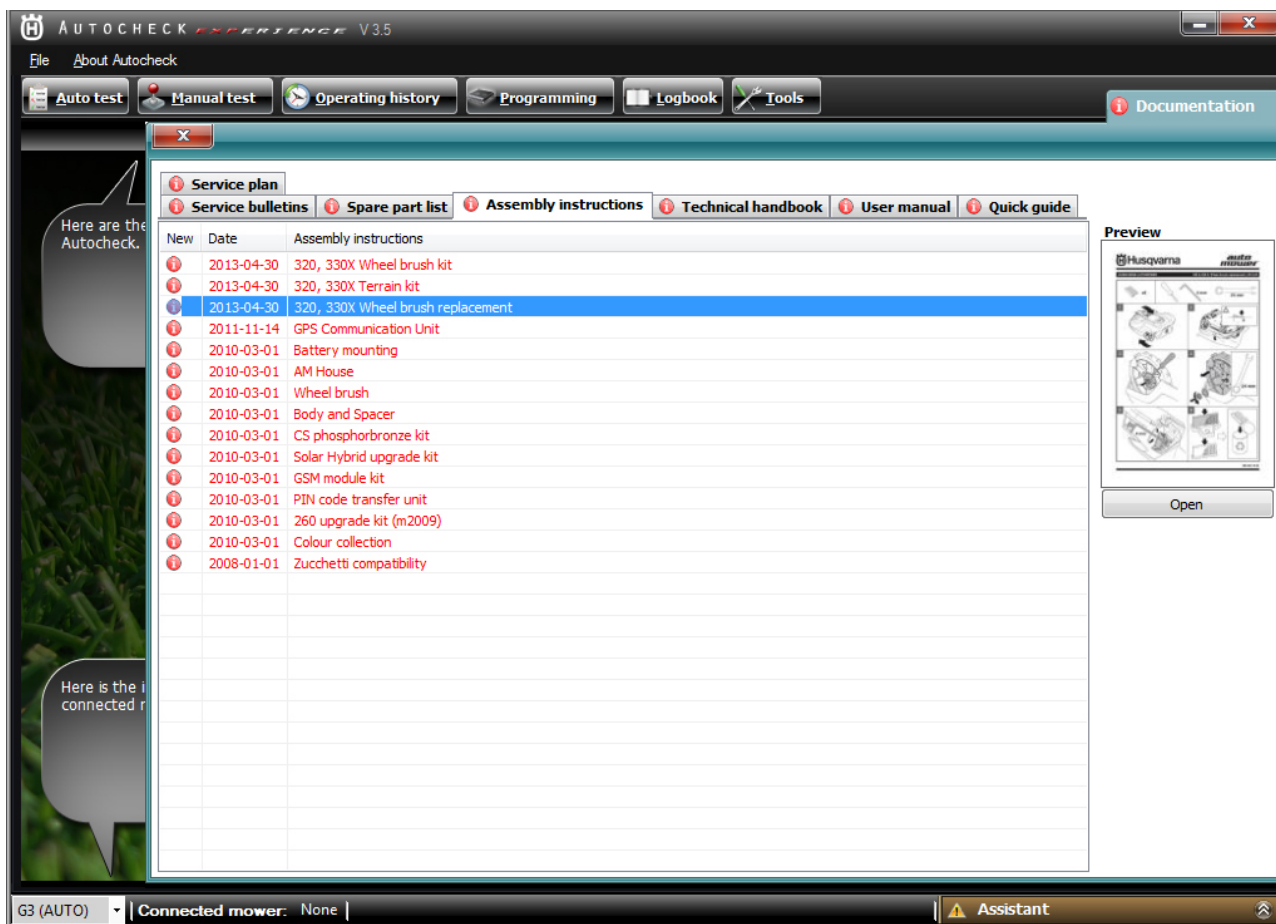 AUTOCHECK EXPERIENCE V 3.5
File About Autocheck
Auto test Manual test Operating history Programming Logbook Tools
Documentation
X
Service plan
Service bulletins Spare part list Assembly instructions Technical handbook User manual Quick guide
Here are the
Autocheck.
New Date Assembly instructions
2013-04-30 320, 330X Wheel brush kit
2013-04-30 320, 330X Terrain kit
2013-04-30 320, 330X Wheel brush replacement
2011-11-14 GPS Communication Unit
2010-03-01 Battery mounting
2010-03-01 AM House
2010-03-01 Wheel brush
2010-03-01 Body and Spacer
2010-03-01 CS phosphorbronze kit
2010-03-01 Solar Hybrid upgrade kit
2010-03-01 GSM module kit
2010-03-01 PIN code transfer unit
2010-03-01 260 upgrade kit (m2009)
2010-03-01 Colour collection
2008-01-01 Zucchetti compatibility
Preview
Husqvarna auto mower
Open
Here is the i
connected r
G3 (AUTO) Connected mower: None Assistant